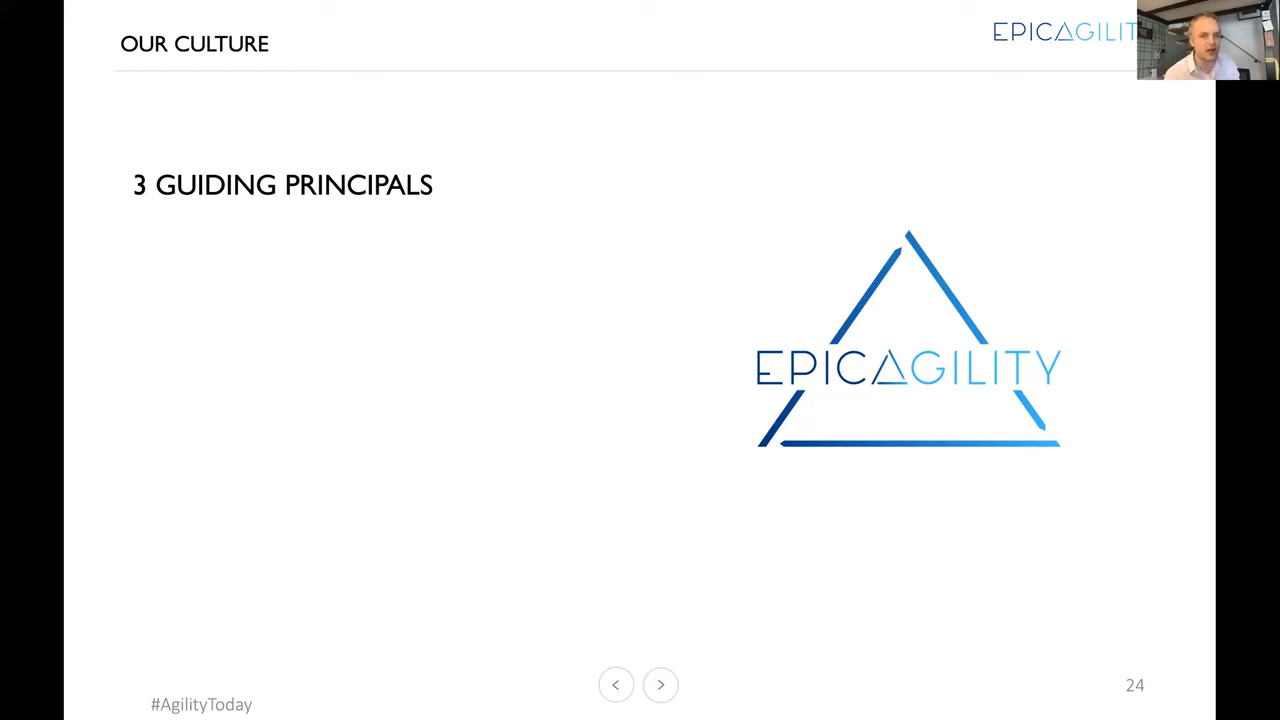 OUR CULTURE
EPICAGILIT
3 GUIDING PRINCIPALS
EPICAGILITY
#AgilityToday
24